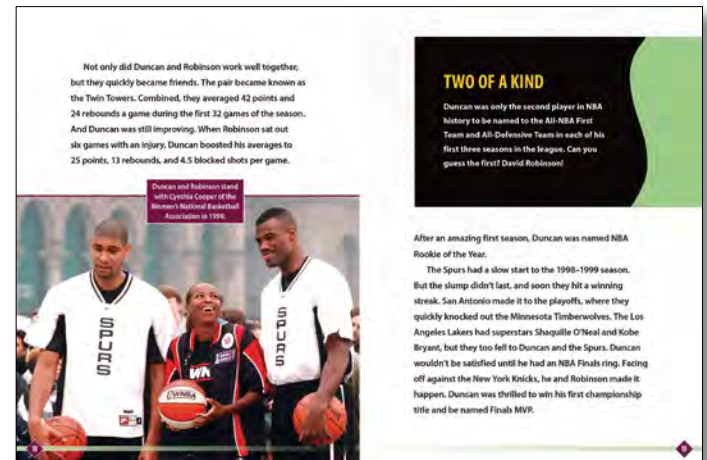 Not only did Duncan and Robinson work well together,
but they quickly became friends. The pair became known as
the Twin Towers. Combined, they averaged 42 points and
24 rebounds a game during the first 32 games of the season.
And Duncan was still improving. When Robinson sat out
six games with an injury, Duncan boosted his averages to
25 points, 13 rebounds, and 4.5 blocked shots per game.
Duncan and Robinson stand
with Cynthia Cooper of the
Women's National Basketball
Association in 1999.
SPURS
WNBA
SPURS
TWO OF A KIND
Duncan was only the second player in NBA
history to be named to the All-NBA First
Team and All-Defensive Team in each of his
first three seasons in the league. Can you
guess the first? David Robinson!
After an amazing first season, Duncan was named NBA
Rookie of the Year.
The Spurs had a slow start to the 1998–1999 season.
But the slump didn't last, and soon they hit a winning
streak. San Antonio made it to the playoffs, where they
quickly knocked out the Minnesota Timberwolves. The Los
Angeles Lakers had superstars Shaquille O'Neal and Kobe
Bryant, but they too fell to Duncan and the Spurs. Duncan
wouldn't be satisfied until he had an NBA Finals ring. Facing
off against the New York Knicks, he and Robinson made it
happen. Duncan was thrilled to win his first championship
title and be named Finals MVP.